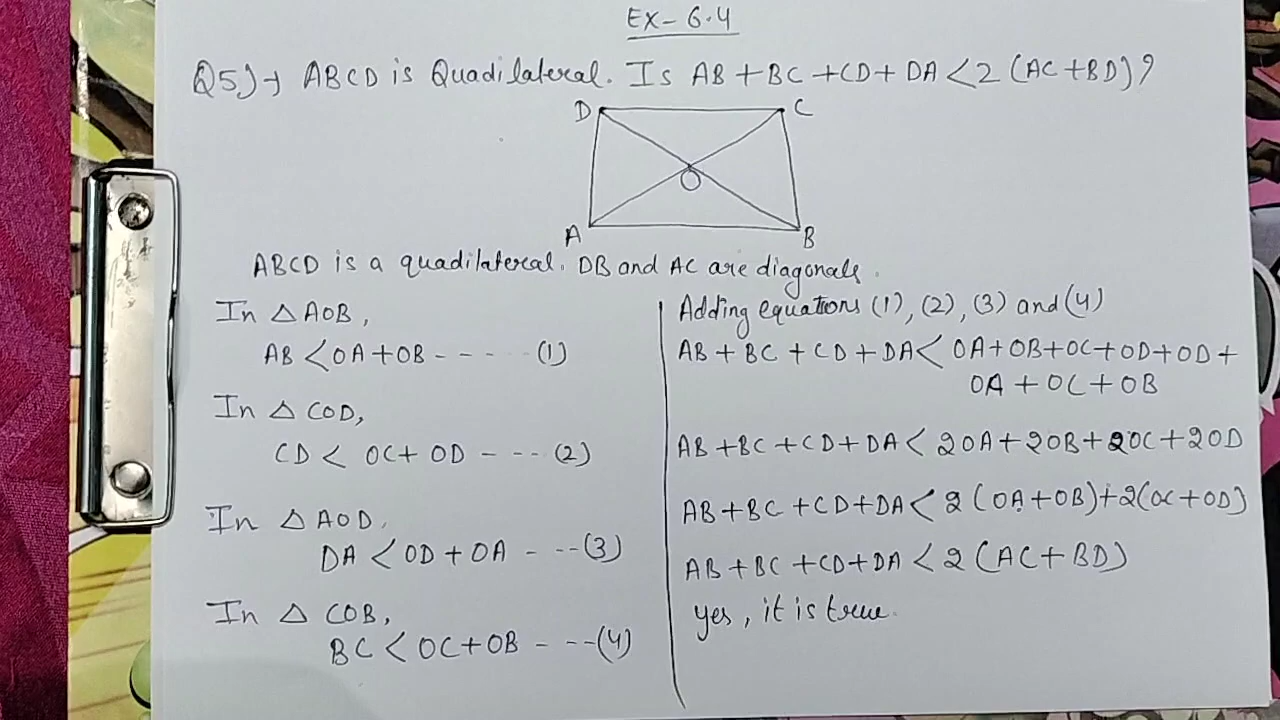 EX-6.4
Q5.)→ ABCD is Quadilateral. Is AB+BC+CD+DA<2(AC+BD)?
D C
O
A B
ABCD is a quadilateral. DB and AC are diagonals.
In △AOB,
AB<OA+OB---- (1)
In △ COD,
CD< OC+OD---- (2)
In △AOD,
DA<OD+OA----(3)
In △ COB,
BC<OC+OB----(4)
Adding equations (1), (2), (3) and (4)
AB+BC+CD+DA< OA+OB+OC+OD+OD+
OA+OC+OB
AB+BC+CD+DA<2OA+2OB+2OC+2OD
AB+BC+CD+DA<2(OA+OB)+2(OC+OD)
AB+BC+CD+DA<2(AC+BD)
yes, it is true.